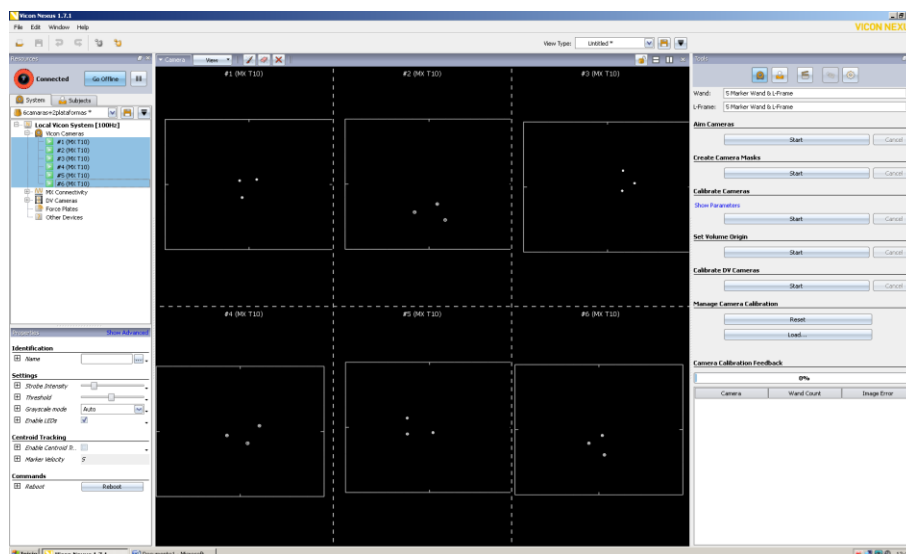 Vicon Nexus 1.7.1
File Edit Window Help
VICON NEX
View Type: Untitled *
Resources
Camera View
Connected Go Offline
System Subjects
6camaras+2plataformas *
Local Vicon System [100Hz]
Vicon Cameras
#1 (MX T10)
#2 (MX T10)
#3 (MX T10)
#4 (MX T10)
#5 (MX T10)
#6 (MX T10)
MX Connectivity
DV Cameras
Force Plates
Other Devices
Properties Show Advanced
Identification
Name
Settings
Strobe Intensity
Threshold
Grayscale mode Auto
Enable LEDs
Centroid Tracking
Enable Centroid Tr...
Marker Velocity 5
Commands
Reboot Reboot
#1 (MX T10) #2 (MX T10) #3 (MX T10)
#4 (MX T10) #5 (MX T10) #6 (MX T10)
Tools
Wand: 5 Marker Wand & L-Frame
L-Frame: 5 Marker Wand & L-Frame
Aim Cameras
Start Cancel
Create Camera Masks
Start Cancel
Calibrate Cameras
Show Parameters
Start Cancel
Set Volume Origin
Start Cancel
Calibrate DV Cameras
Start Cancel
Manage Camera Calibration
Reset
Load...
Camera Calibration Feedback
0%
Camera Wand Count Image Error
Vicon Nexus 1.7.1